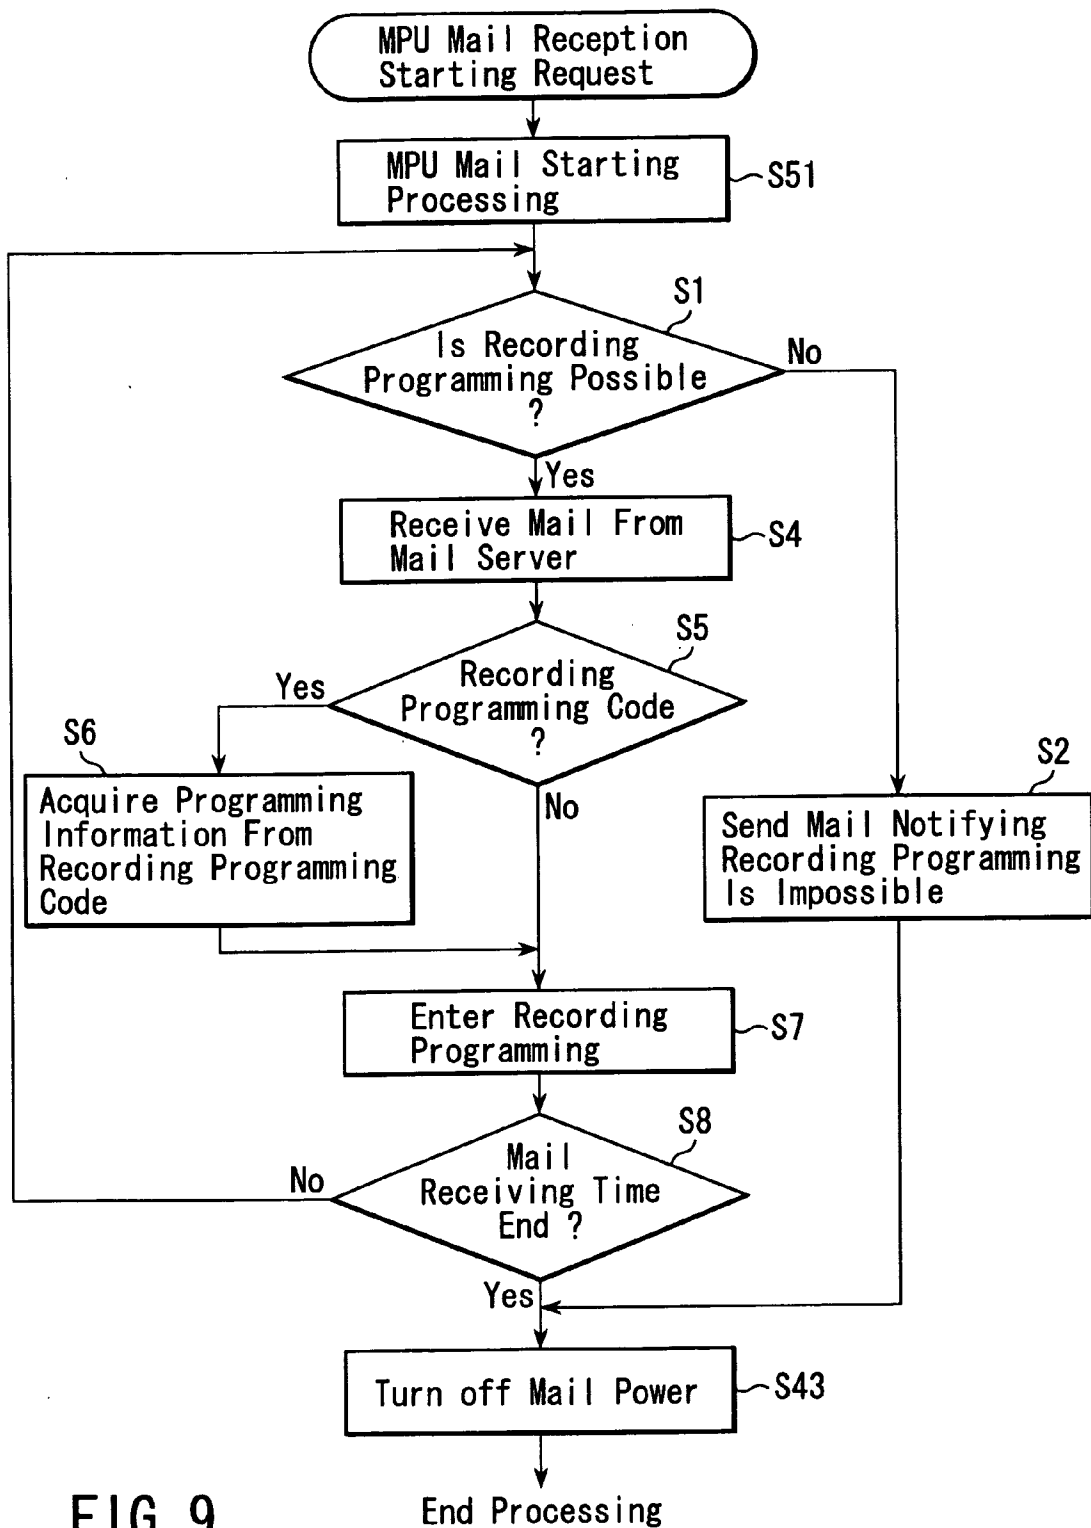 MPU Mail Reception
Starting Request
MPU Mail Starting
Processing
S51
S1
Is Recording
Programming Possible
?
No
Yes
Receive Mail From
Mail Server
S4
S5
Recording
Programming Code
?
Yes
No
S6
Acquire Programming
Information From
Recording Programming
Code
S2
Send Mail Notifying
Recording Programming
Is Impossible
Enter Recording
Programming
S7
S8
Mail
Receiving Time
End ?
No
Yes
Turn off Mail Power
S43
End Processing
FIG. 9